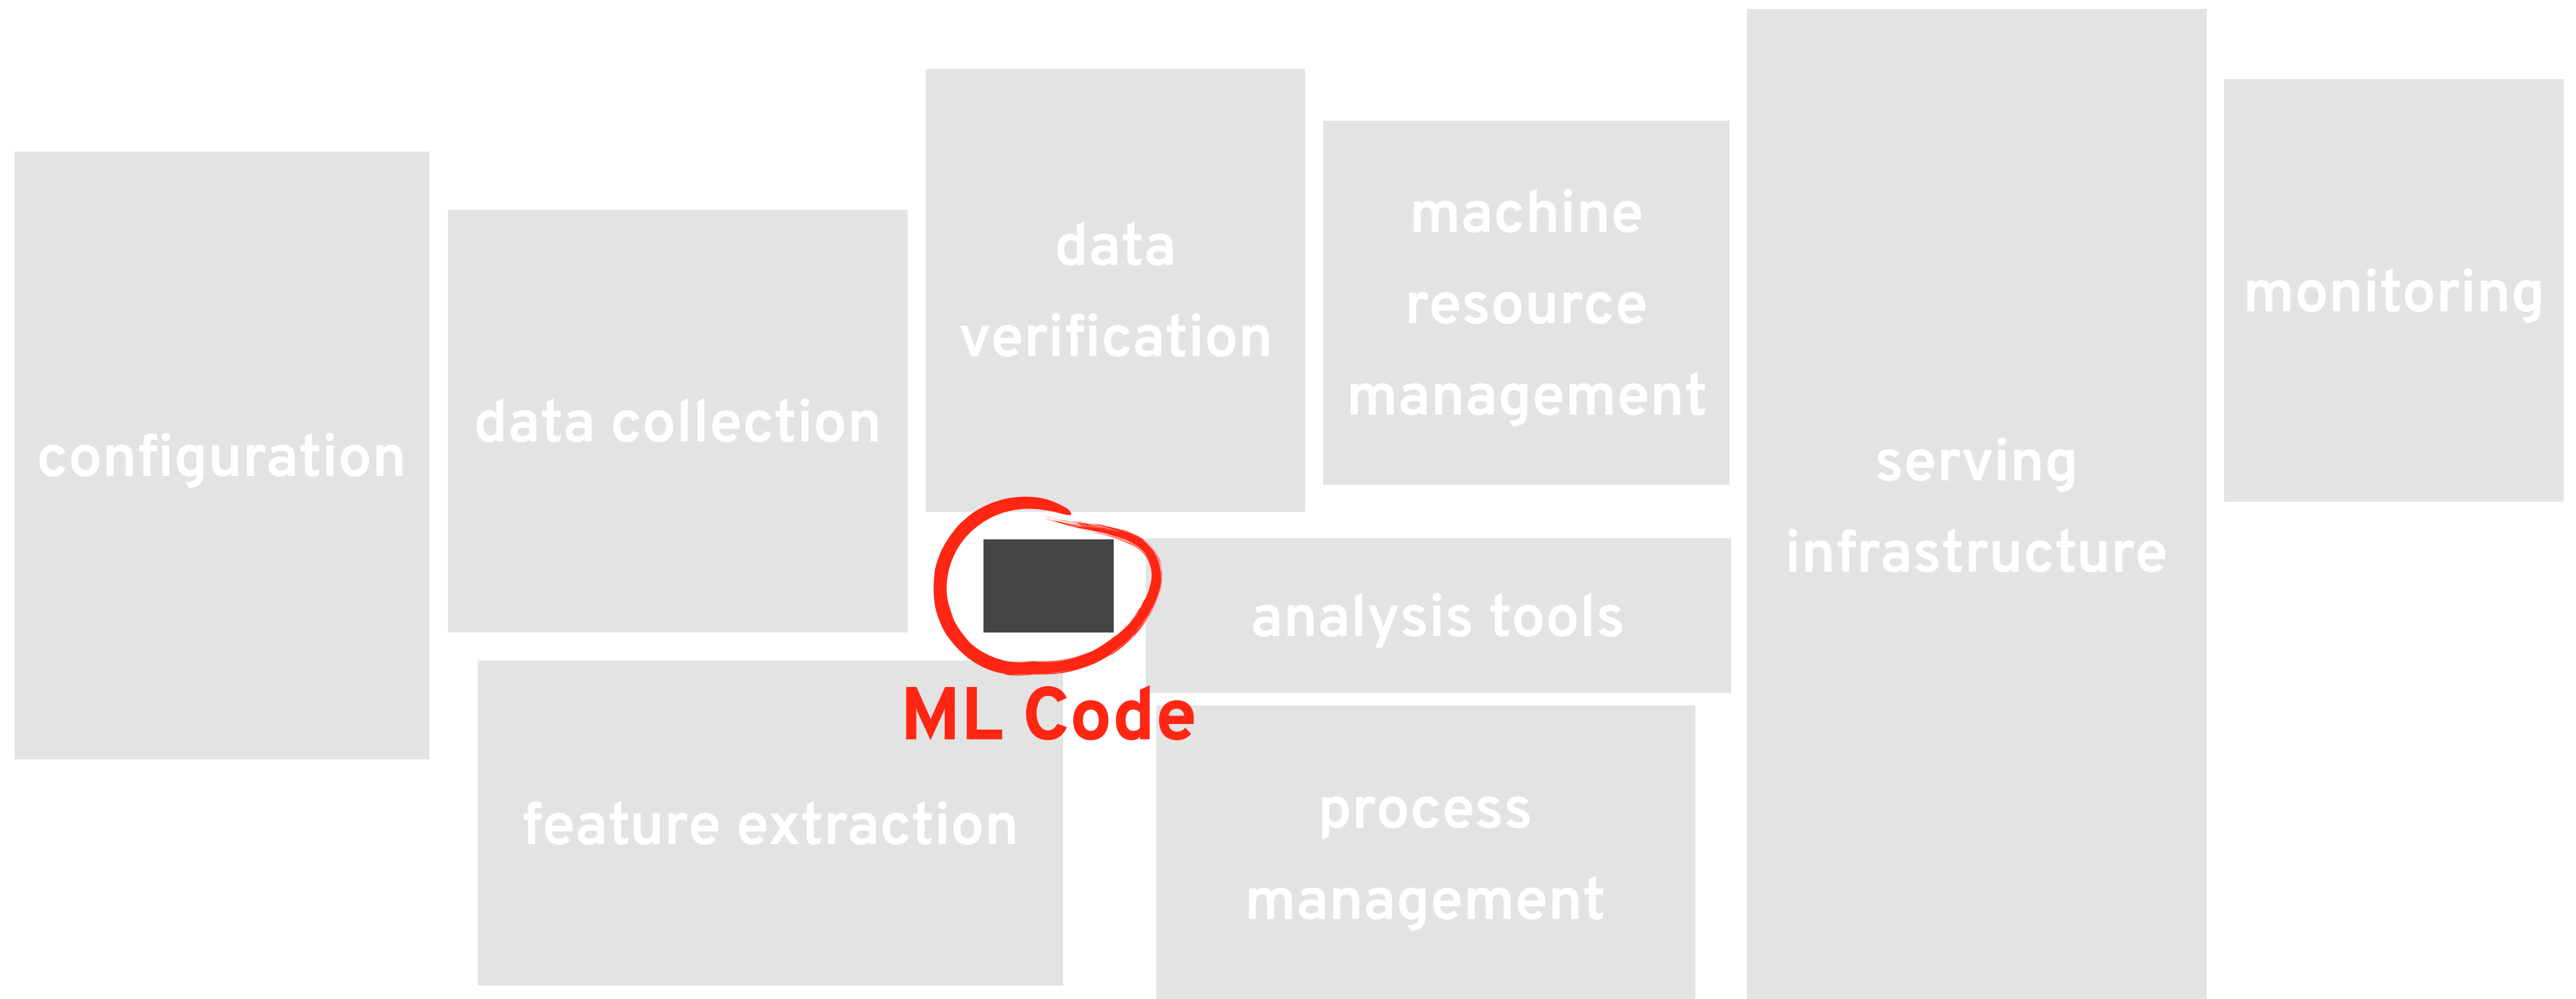 configuration
data collection
data
verification
machine
resource
management
serving
infrastructure
monitoring
ML Code
analysis tools
feature extraction
process
management